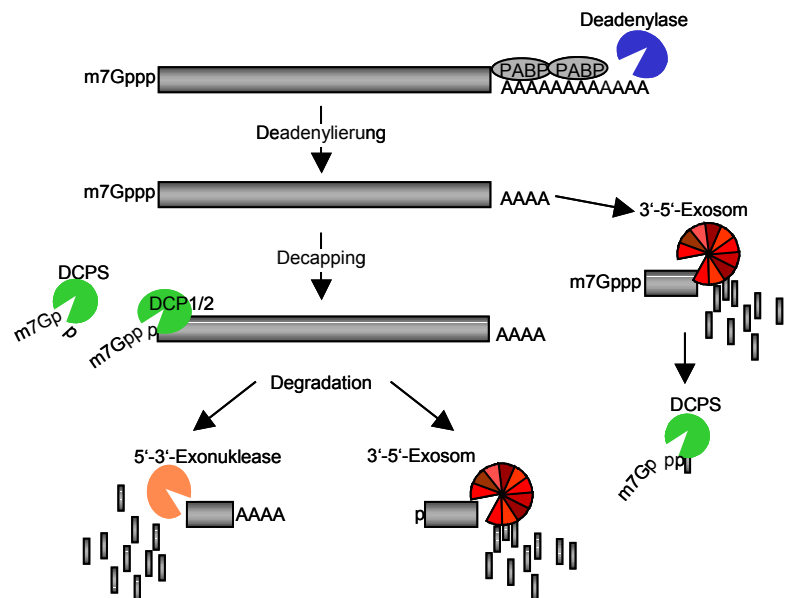 Deadenylase
m7Gppp
PABP PABP
AAAAAAAAAAAA
Deadenylierung
m7Gppp
AAAA
3‘-5‘-Exosom
Decapping
m7Gppp
DCPS
m7Gp
p
DCP1/2
m7Gpp
p
AAAA
Degradation
DCPS
m7Gp
pp
5‘-3‘-Exonuklease
AAAA
3‘-5‘-Exosom
p